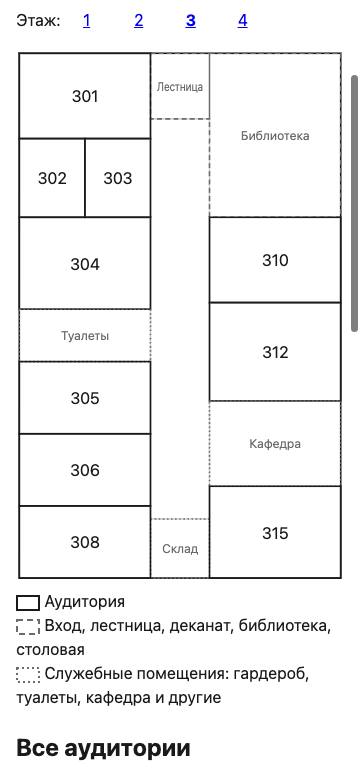 Этаж: 1 2 3 4
301
Лестница
Библиотека
302 303
304
310
Туалеты
312
305
Кафедра
306
308
Склад
315
Аудитория
Вход, лестница, деканат, библиотека,
столовая
Служебные помещения: гардероб,
туалеты, кафедра и другие
Все аудитории